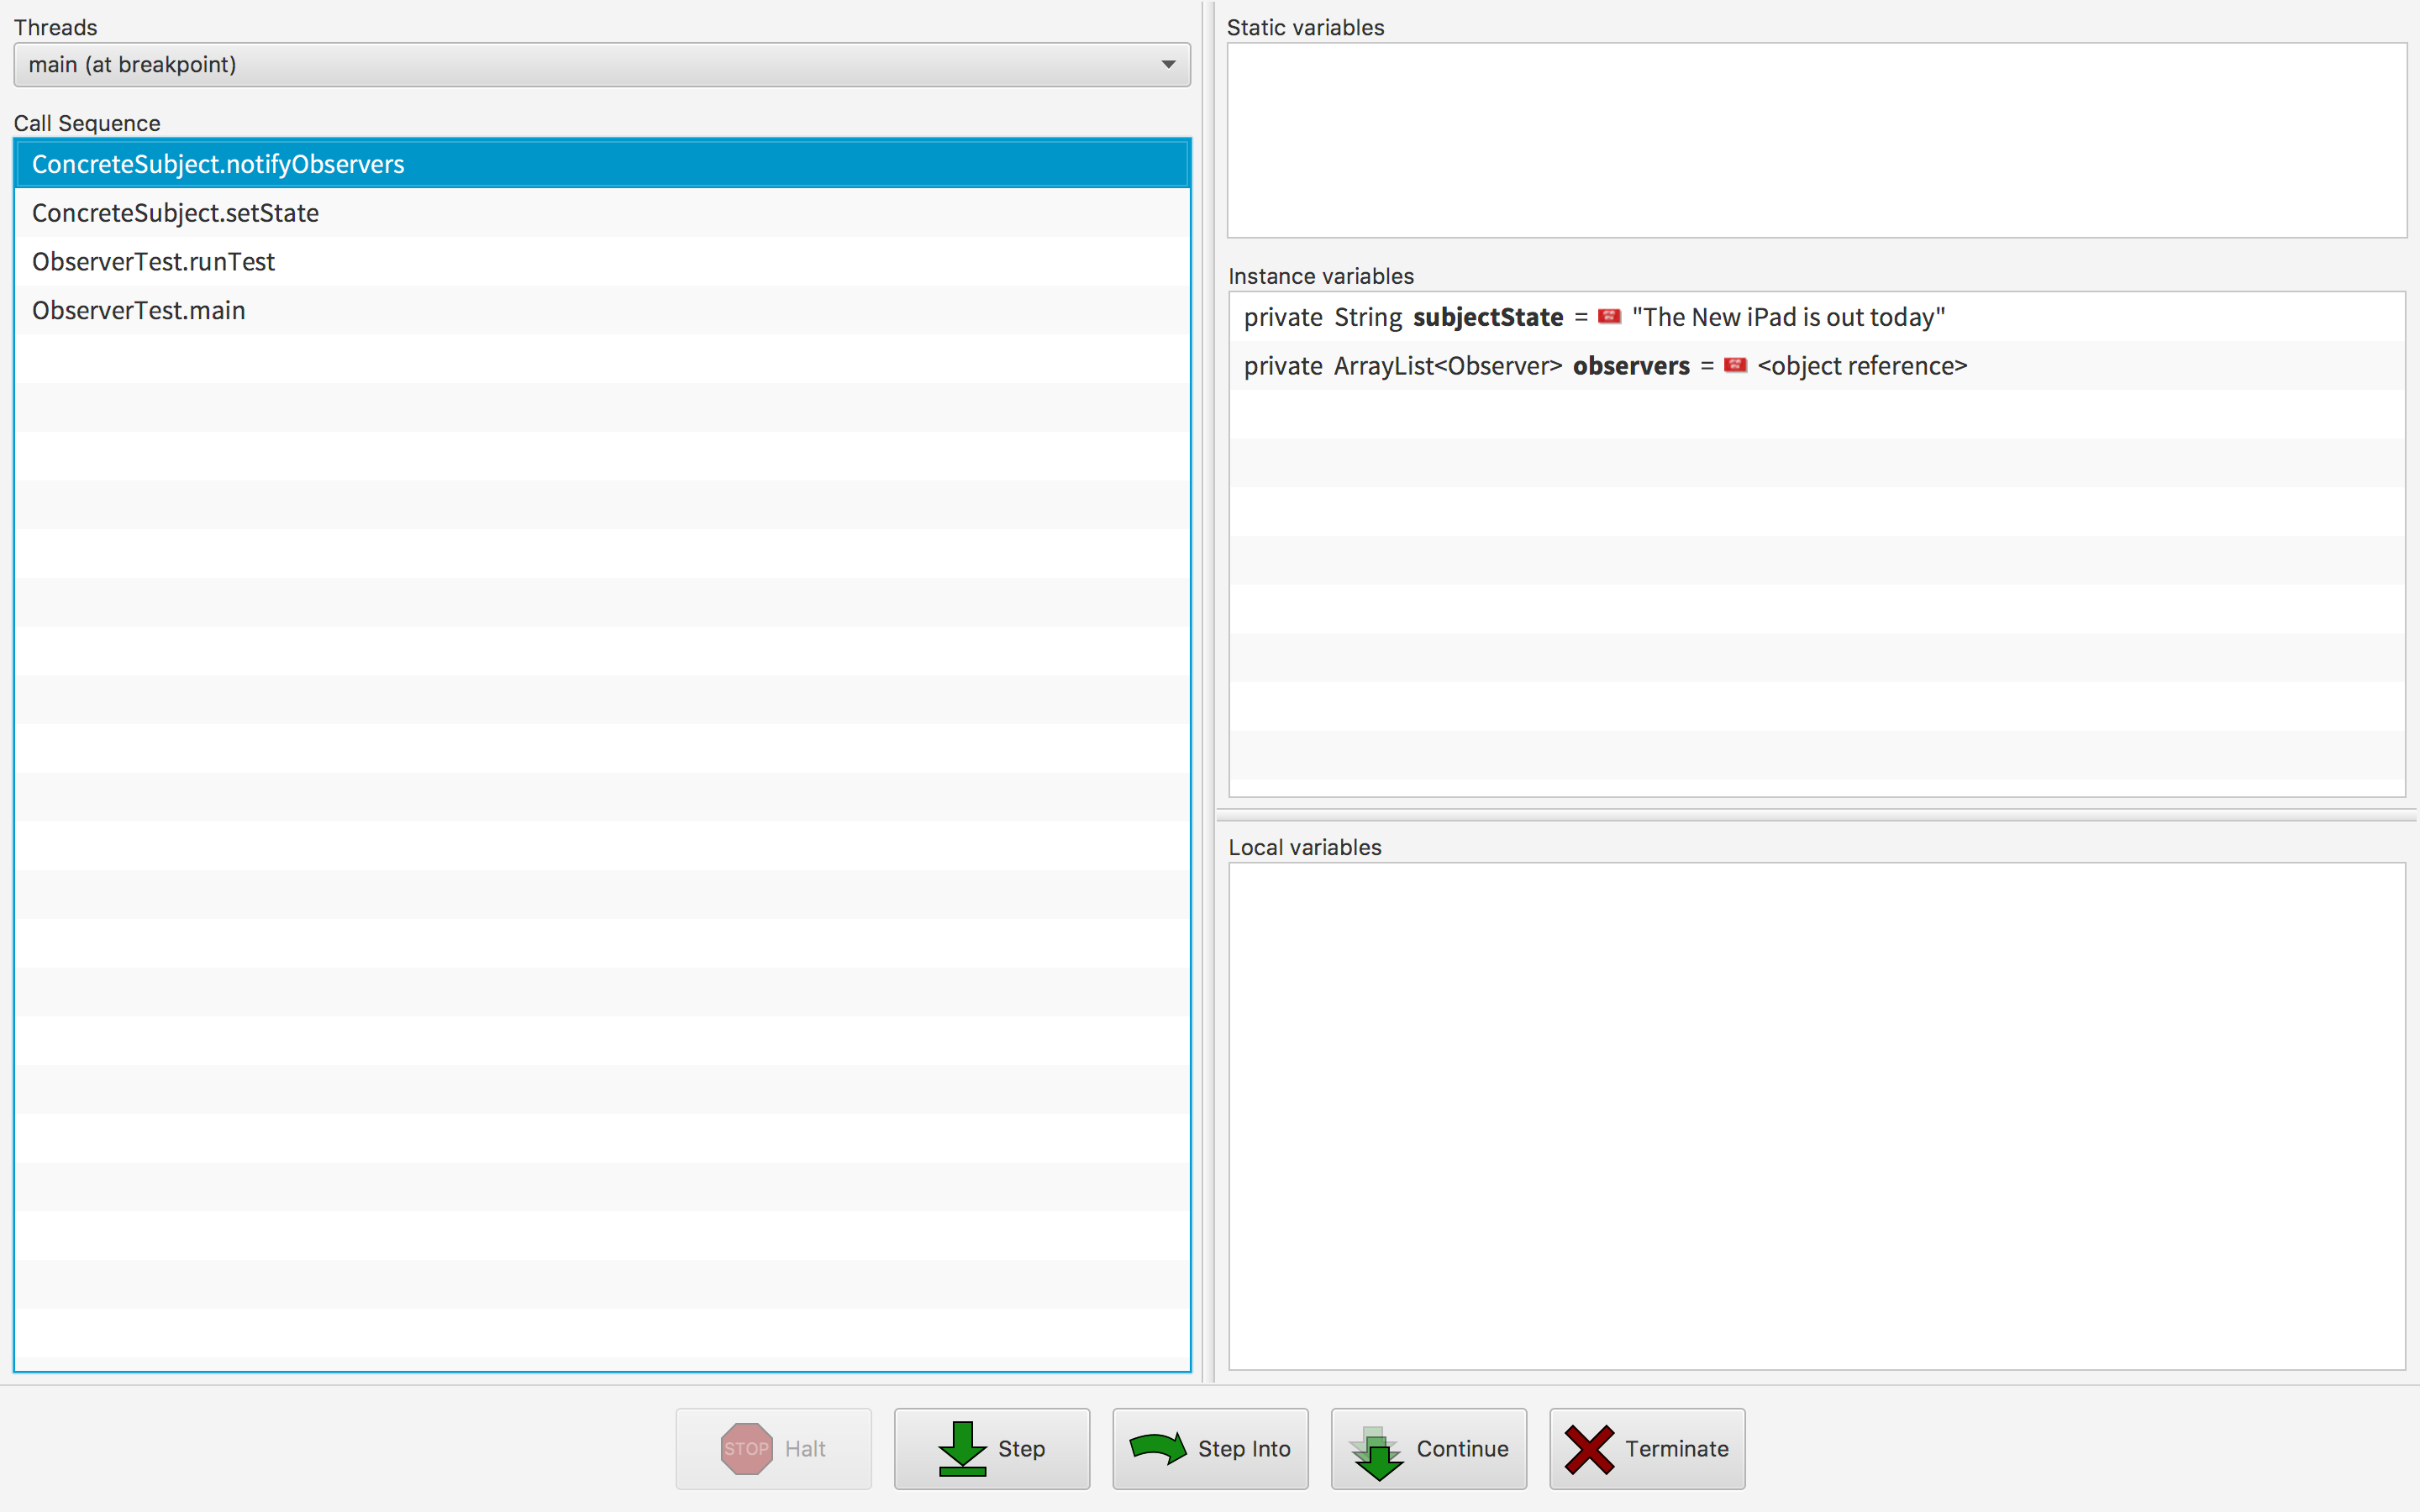 Threads
main (at breakpoint)
Call Sequence
ConcreteSubject.notifyObservers
ConcreteSubject.setState
ObserverTest.runTest
ObserverTest.main
Static variables
Instance variables
private String subjectState = "The New iPad is out today"
private ArrayList<Observer> observers = <object reference>
Local variables
STOP Halt
Step
Step Into
Continue
Terminate